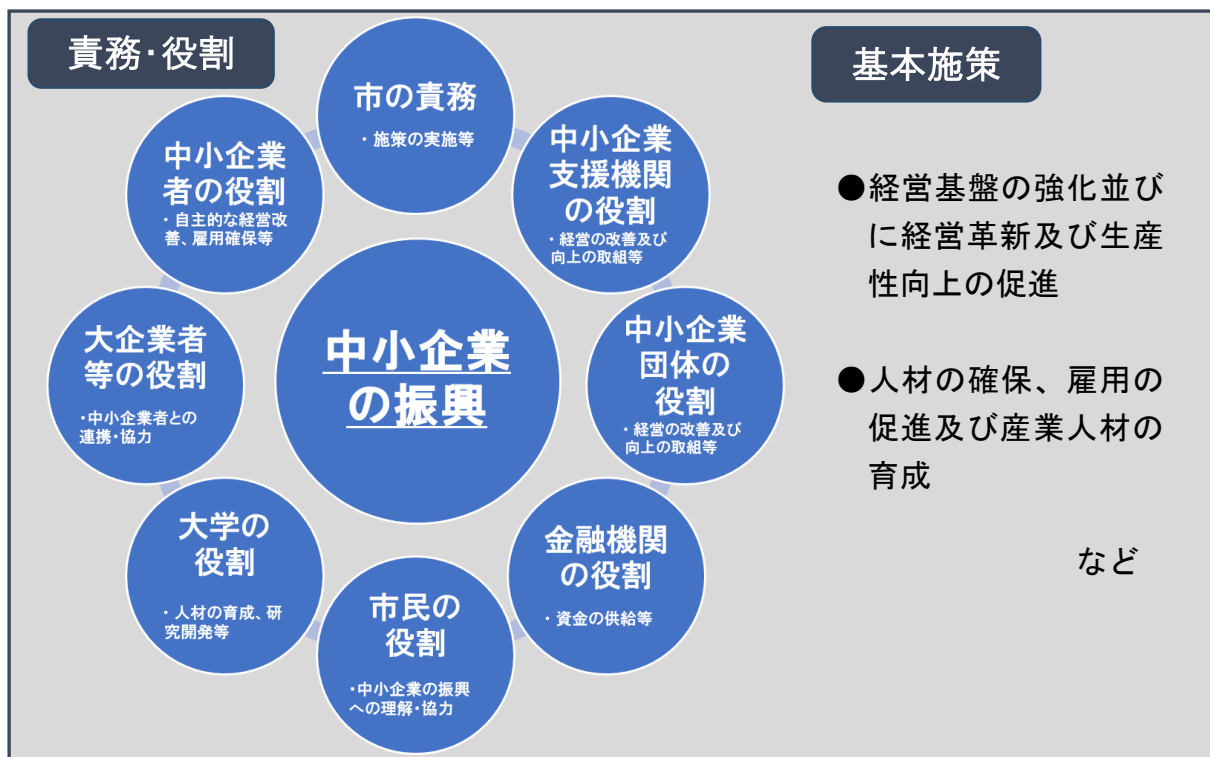 責務・役割
市の責務
・施策の実施等
中小企業
支援機関
の役割
・経営の改善及び
向上の取組等
中小企業
団体の
役割
・経営の改善及び
向上の取組等
金融機関
の役割
・資金の供給等
市民の
役割
・中小企業の振興
への理解・協力
大学の
役割
・人材の育成、研
究開発等
大企業者
等の役割
・中小企業者との
連携・協力
中小企業
者の役割
・自主的な経営改
善、雇用確保等
中小企業
の振興
基本施策
●経営基盤の強化並び
に経営革新及び生産
性向上の促進
●人材の確保、雇用の
促進及び産業人材の
育成
など